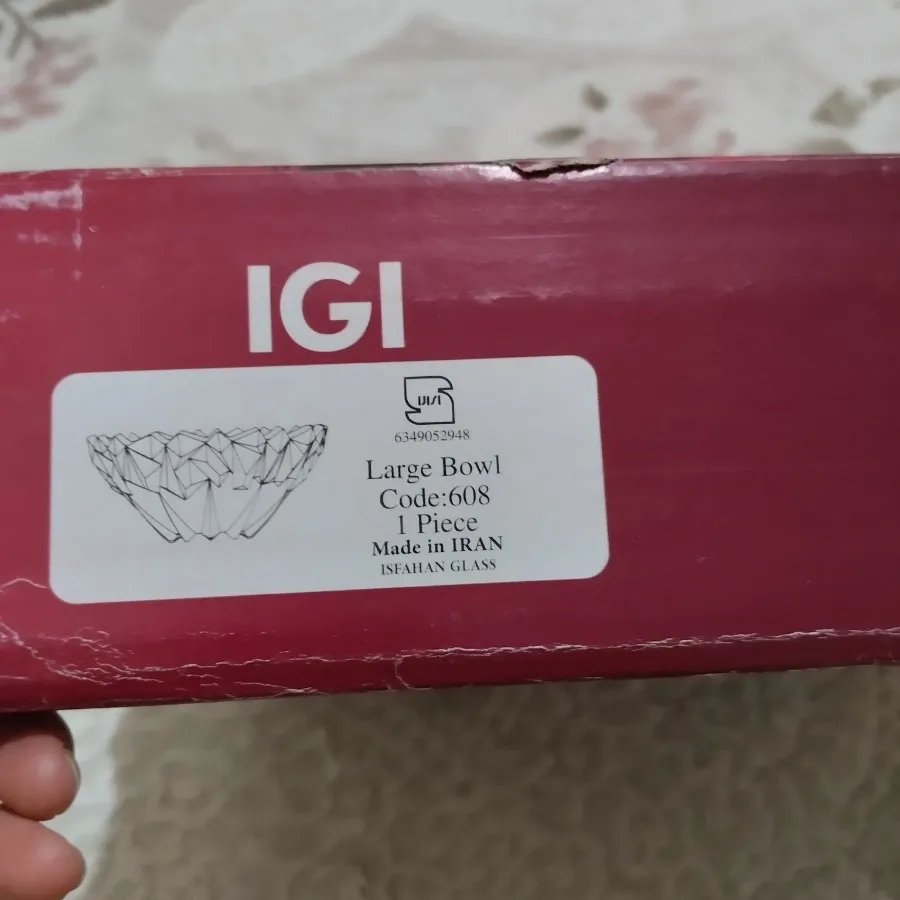 IGI
6349052948
Large Bowl
Code:608
1 Piece
Made in IRAN
ISFAHAN GLASS